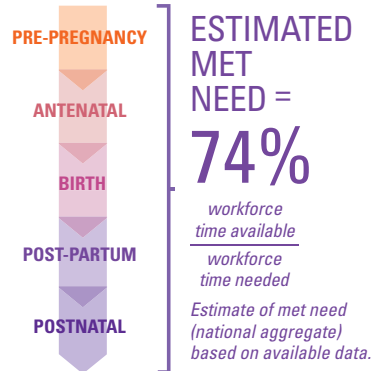 PRE-PREGNANCY
ANTENATAL
BIRTH
POST-PARTUM
POSTNATAL
ESTIMATED
MET
NEED =
74%
workforce
time available
workforce
time needed
Estimate of met need
(national aggregate)
based on available data.